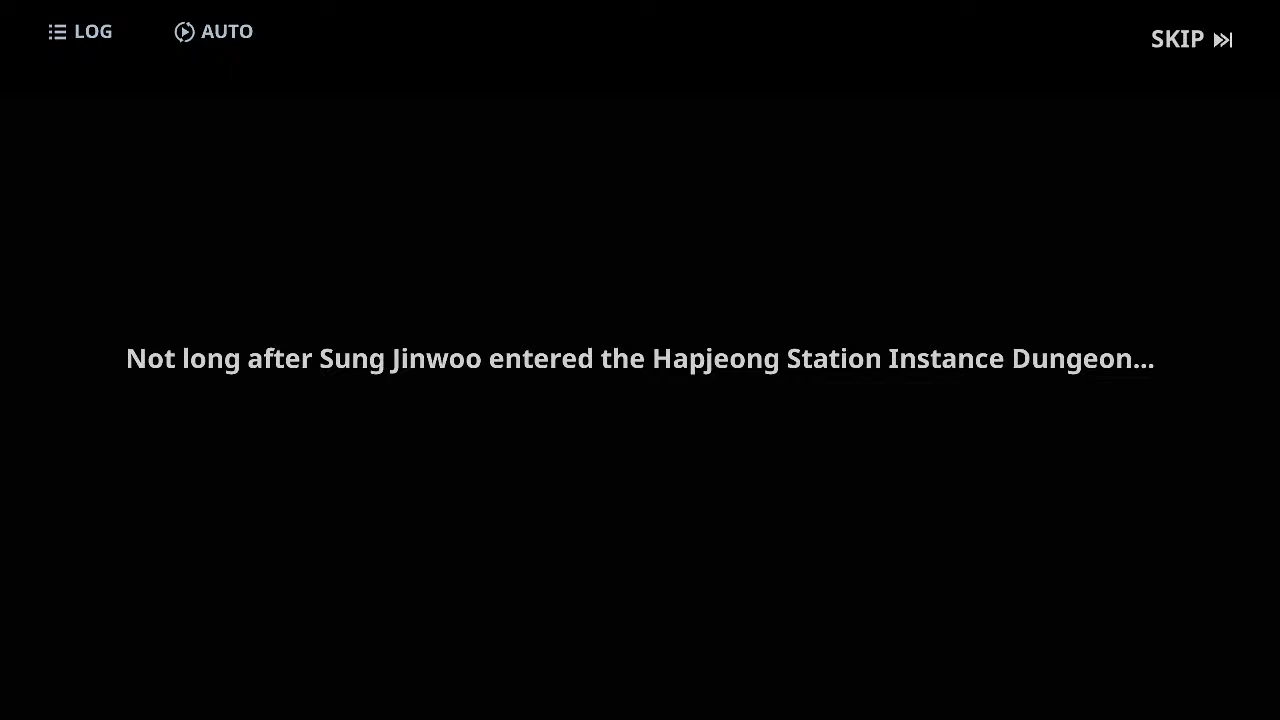 LOG
AUTO
SKIP
Not long after Sung Jinwoo entered the Hapjeong Station Instance Dungeon...